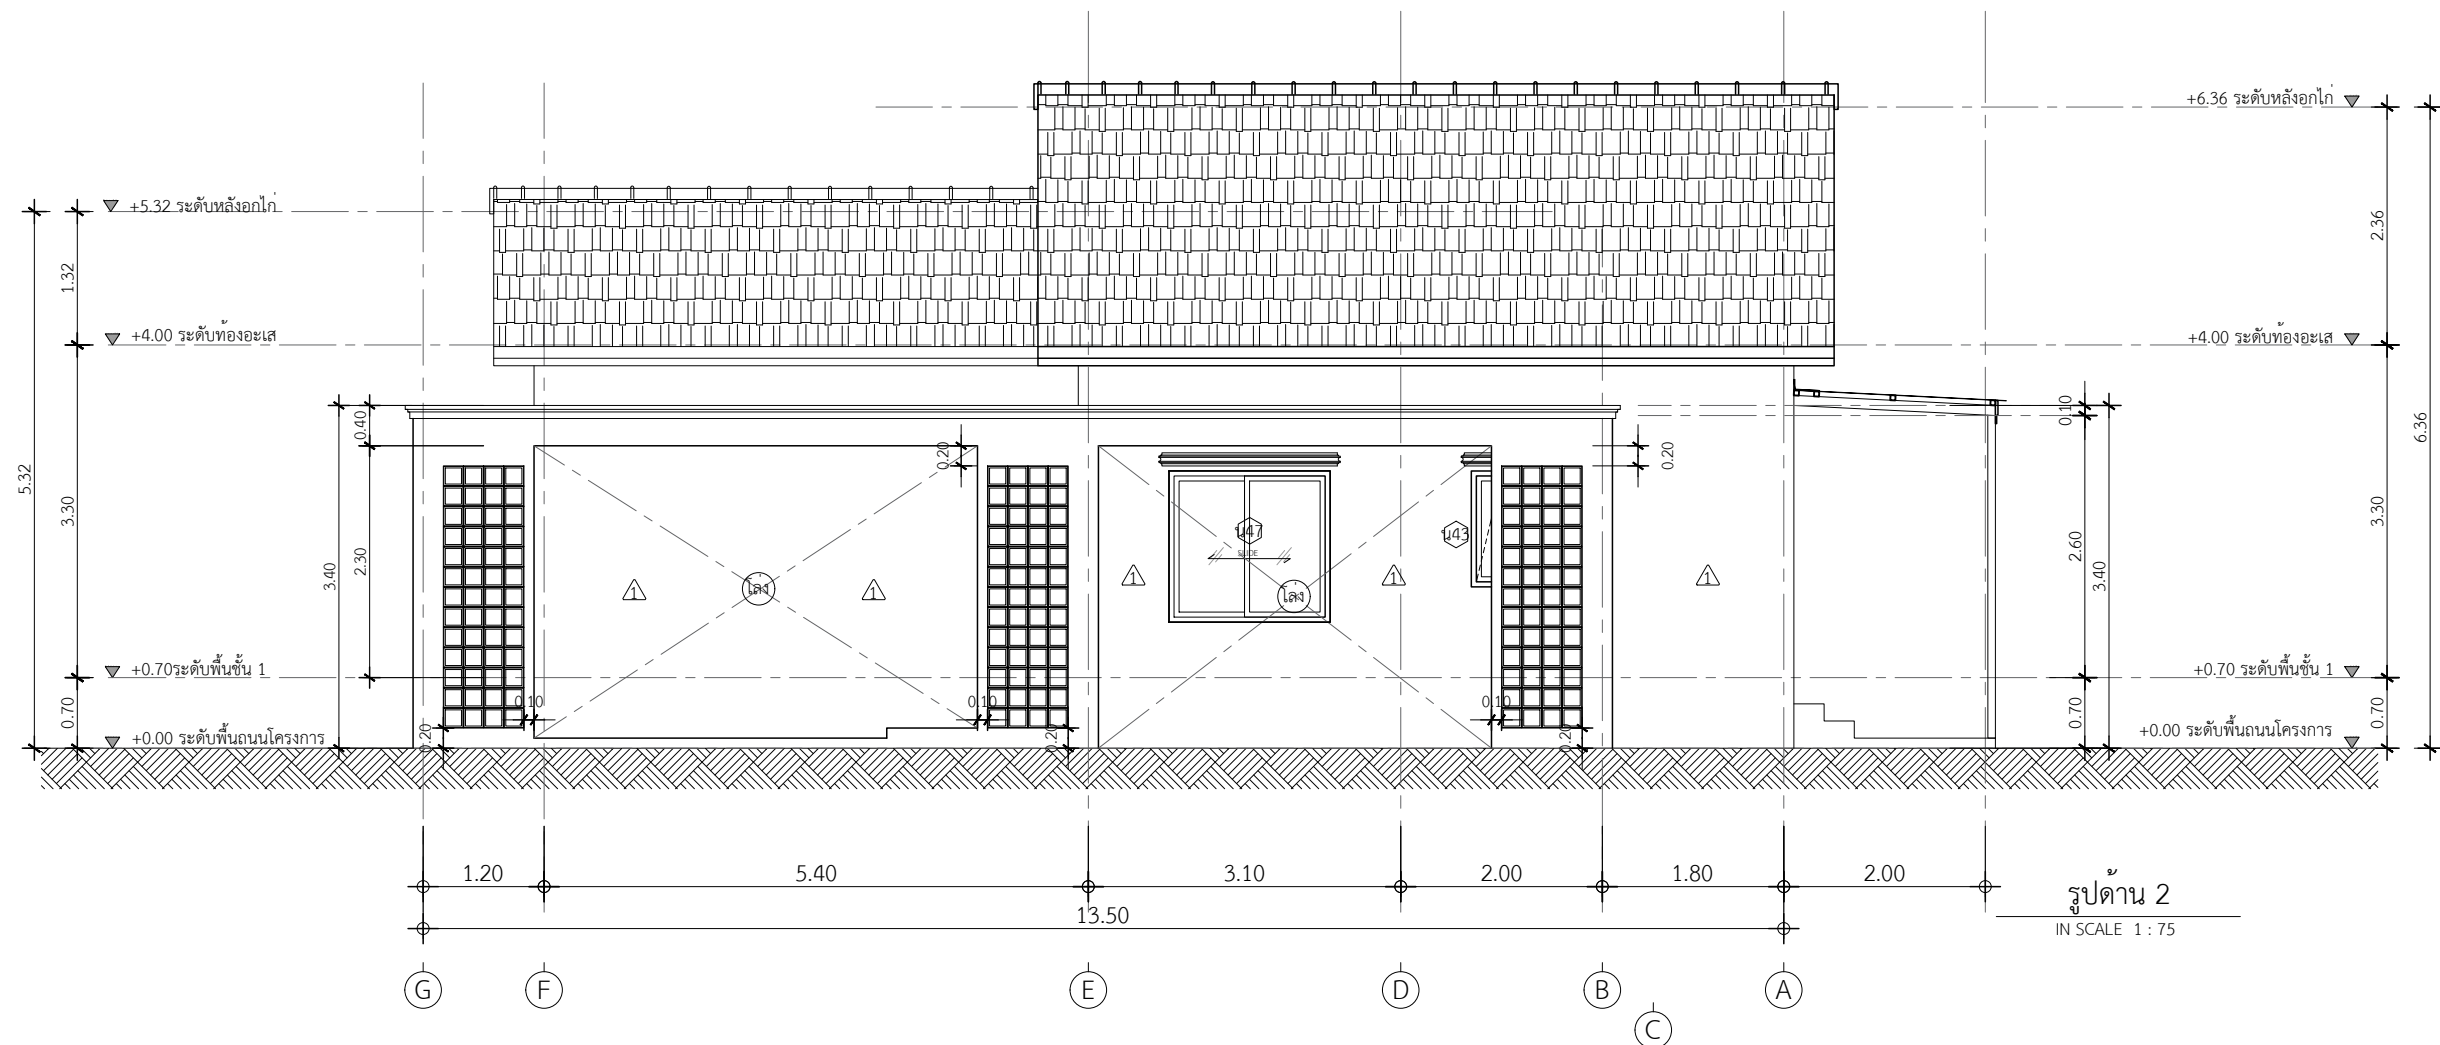 +6.36 ระดับหลังอกไก่
+5.32 ระดับหลังอกไก่
2.36
1.32
6.36
+4.00 ระดับท้องอะเส
+4.00 ระดับท้องอะเส
0.40
0.10
0.20
0.20
5.32
3.30
3.40
2.30
น47
SLIDE
น43
3.30
2.60
3.40
1
โล่ง
1
1
โล่ง
1
1
+0.70ระดับพื้นชั้น 1
+0.70 ระดับพื้นชั้น 1
0.70
0.20
0.10
0.10
0.20
0.10
0.20
0.70
0.70
+0.00 ระดับพื้นถนนโครงการ
+0.00 ระดับพื้นถนนโครงการ
1.20 5.40 3.10 2.00 1.80 2.00
13.50
รูปด้าน 2
IN SCALE 1 : 75
G F E D B A
C